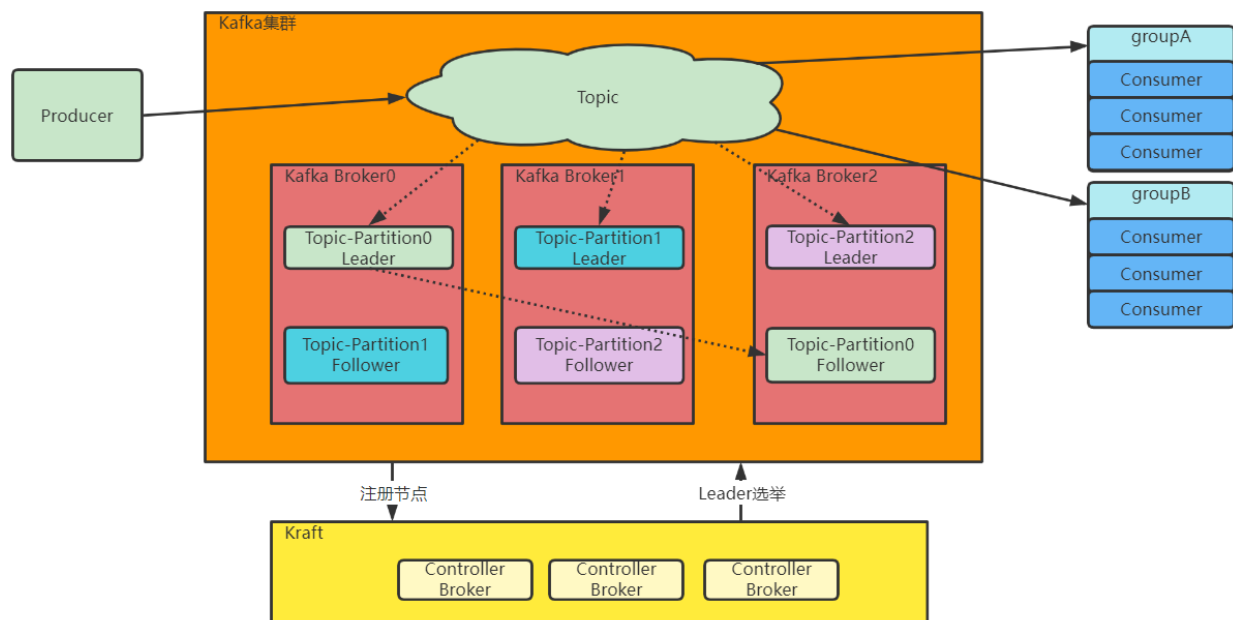 Kafka集群
Producer
Topic
groupA
Consumer
Consumer
Consumer
groupB
Consumer
Consumer
Consumer
Kafka Broker0
Topic-Partition0
Leader
Topic-Partition1
Follower
Kafka Broker1
Topic-Partition1
Leader
Topic-Partition2
Follower
Kafka Broker2
Topic-Partition2
Leader
Topic-Partition0
Follower
注册节点
Leader选举
Kraft
Controller
Broker
Controller
Broker
Controller
Broker